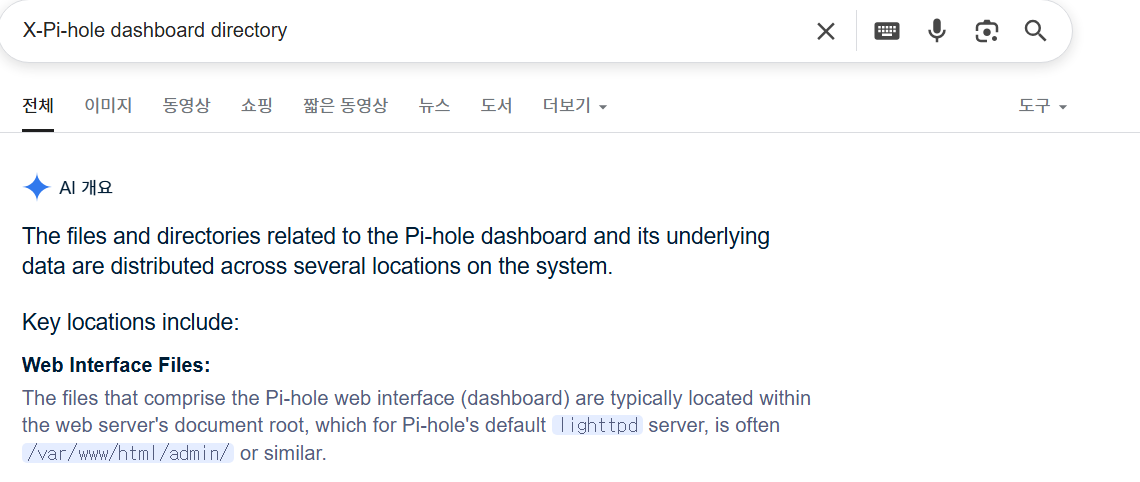 X-Pi-hole dashboard directory
전체 이미지 동영상 쇼핑 짧은 동영상 뉴스 도서 더보기 도구
AI 개요
The files and directories related to the Pi-hole dashboard and its underlying
data are distributed across several locations on the system.
Key locations include:
Web Interface Files:
The files that comprise the Pi-hole web interface (dashboard) are typically located within
the web server's document root, which for Pi-hole's default lighttpd server, is often
/var/www/html/admin/ or similar.